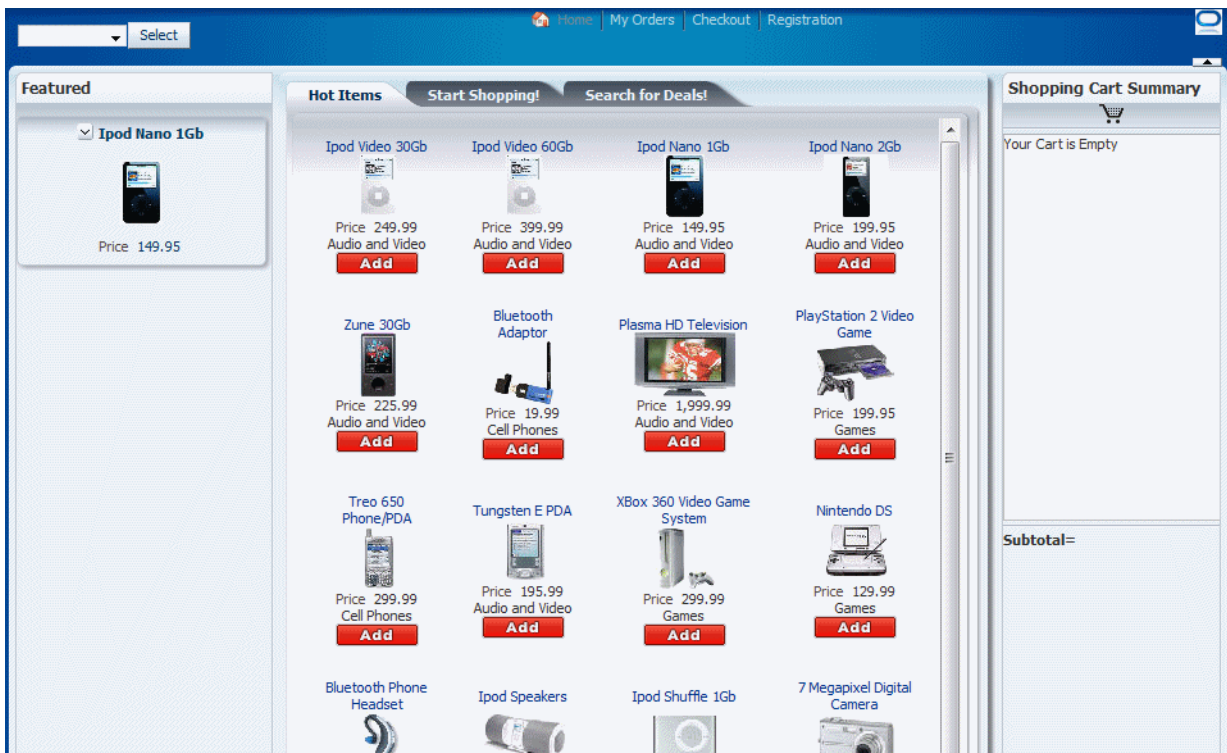 Select
Home
My Orders
Checkout
Registration
Featured
Ipod Nano 1Gb
Price 149.95
Hot Items
Start Shopping!
Search for Deals!
Ipod Video 30Gb
Price 249.99
Audio and Video
Add
Ipod Video 60Gb
Price 399.99
Audio and Video
Add
Ipod Nano 1Gb
Price 149.95
Audio and Video
Add
Ipod Nano 2Gb
Price 199.95
Audio and Video
Add
Zune 30Gb
Price 225.99
Audio and Video
Add
Bluetooth
Adaptor
Price 19.99
Cell Phones
Add
Plasma HD Television
Price 1,999.99
Audio and Video
Add
PlayStation 2 Video
Game
Price 199.95
Games
Add
Treo 650
Phone/PDA
Price 299.99
Cell Phones
Add
Tungsten E PDA
Price 195.99
Audio and Video
Add
XBox 360 Video Game
System
Price 299.99
Games
Add
Nintendo DS
Price 129.99
Games
Add
Bluetooth Phone
Headset
Ipod Speakers
Ipod Shuffle 1Gb
7 Megapixel Digital
Camera
Shopping Cart Summary
Your Cart is Empty
Subtotal=